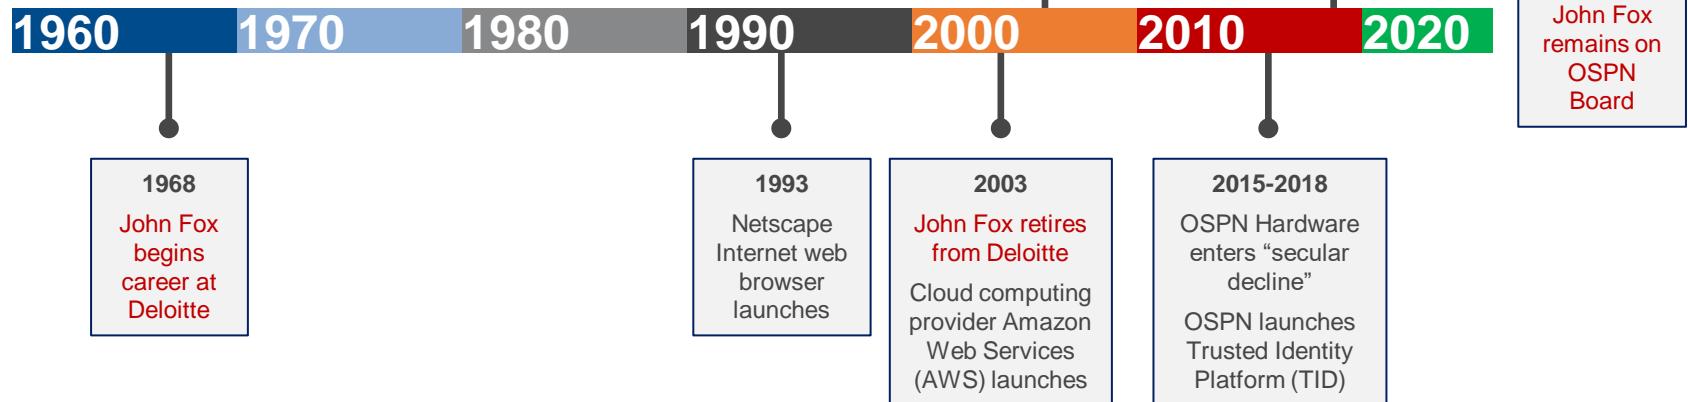 1960 1970 1980 1990 2000 2010 2020
John Fox
remains on
OSPN
Board
1968
John Fox
begins
career at
Deloitte
1993
Netscape
Internet web
browser
launches
2003
John Fox retires
from Deloitte
Cloud computing
provider Amazon
Web Services
(AWS) launches
2015-2018
OSPN Hardware
enters “secular
decline”
OSPN launches
Trusted Identity
Platform (TID)